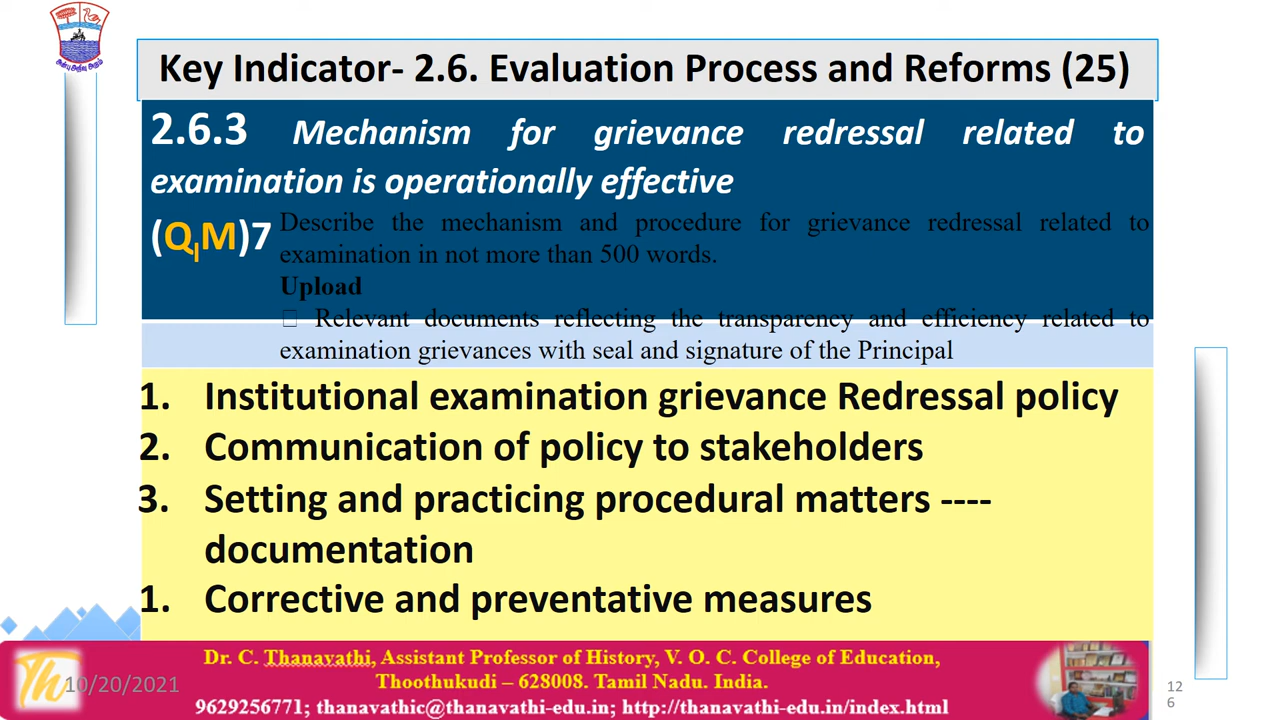 அன்பு அறிவு அறம்
Key Indicator- 2.6. Evaluation Process and Reforms (25)
2.6.3 Mechanism for grievance redressal related to
examination is operationally effective
(QlM)7
Describe the mechanism and procedure for grievance redressal related to
examination in not more than 500 words.
Upload
□ Relevant documents reflecting the transparency and efficiency related to
examination grievances with seal and signature of the Principal
1. Institutional examination grievance Redressal policy
2. Communication of policy to stakeholders
3. Setting and practicing procedural matters ----
documentation
1. Corrective and preventative measures
Th
10/20/2021
Dr. C. Thanavathi, Assistant Professor of History, V. O. C. College of Education,
Thoothukudi – 628008. Tamil Nadu. India.
9629256771; thanavathic@thanavathi-edu.in; http://thanavathi-edu.in/index.html
12
6